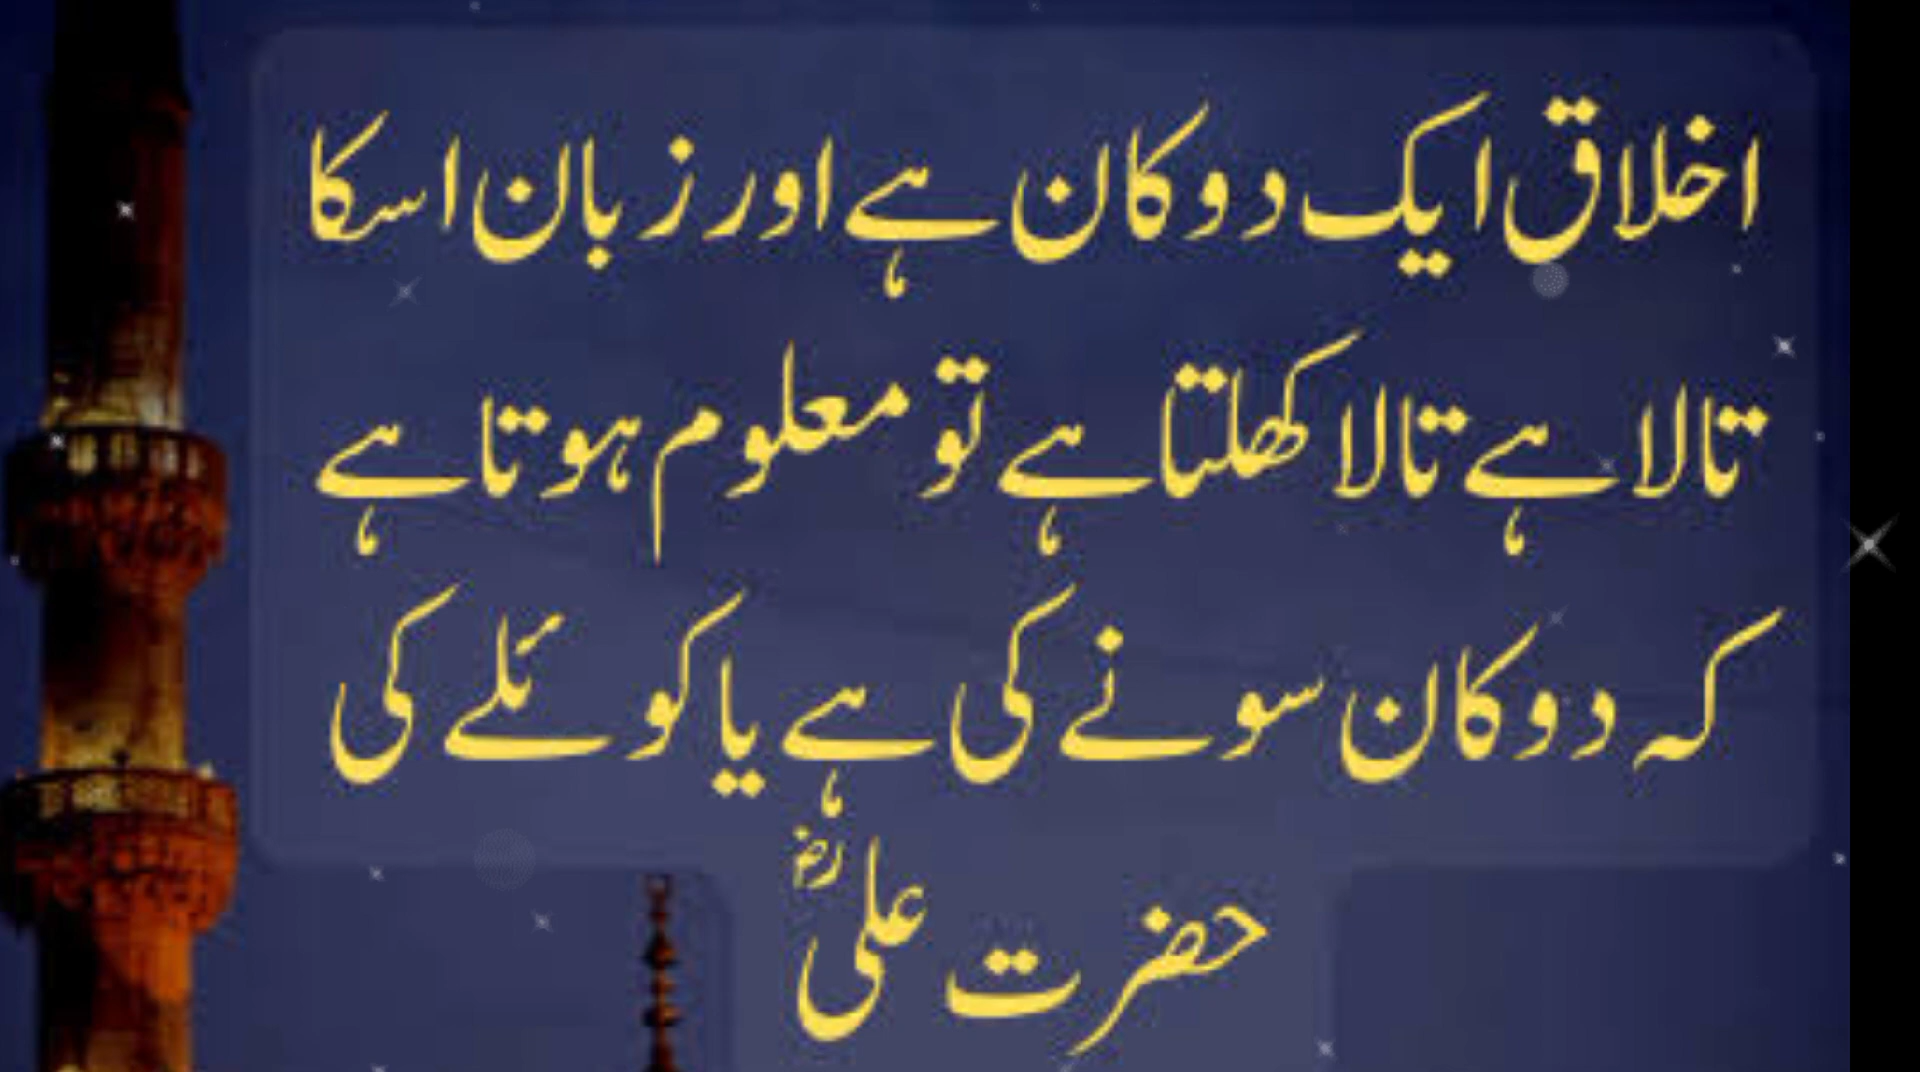 اخلاق ایک دوکان ہے اور زبان اسکا
تالا ہے تالا کھلتا ہے تو معلوم ہوتا ہے
کہ دوکان سونے کی ہے یا کوئلے کی
حضرت علیؓ